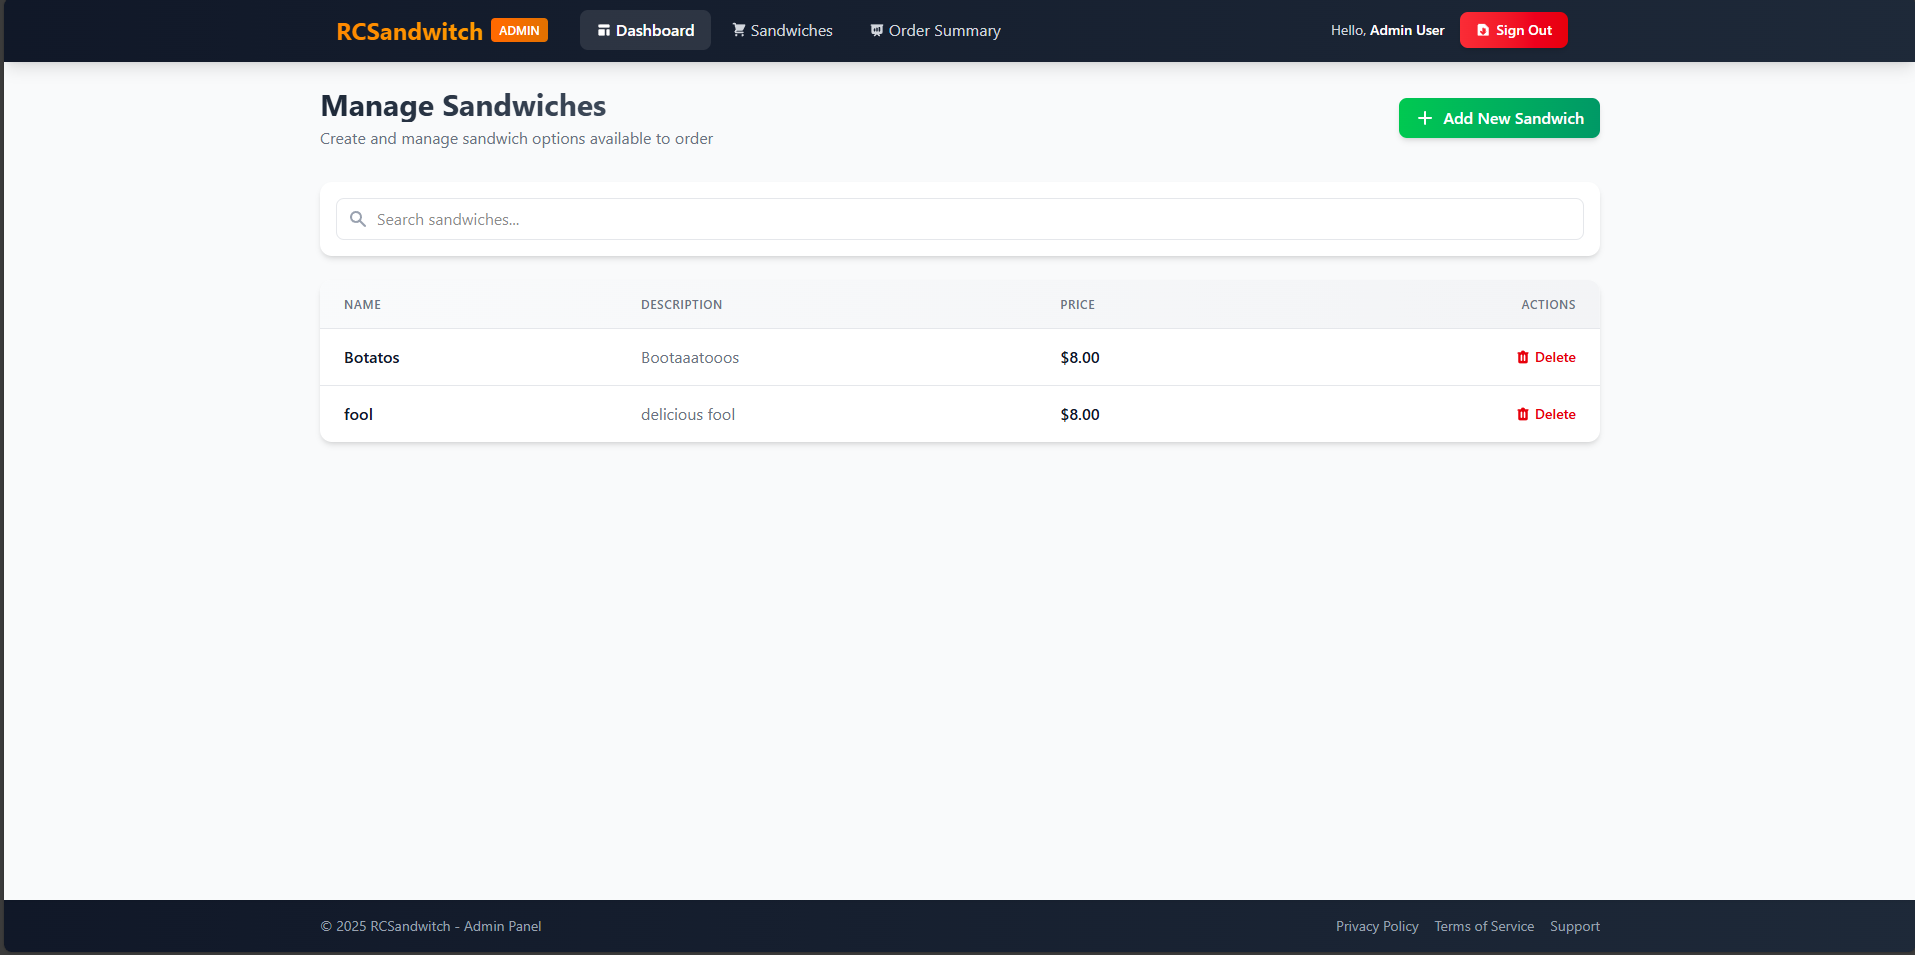 RCSandwitch ADMIN Dashboard Sandwiches Order Summary Hello, Admin User Sign Out
Manage Sandwiches
Create and manage sandwich options available to order
Add New Sandwich
Search sandwiches...
NAME DESCRIPTION PRICE ACTIONS
Botatos Bootaaatooos $8.00 Delete
fool delicious fool $8.00 Delete
© 2025 RCSandwitch - Admin Panel Privacy Policy Terms of Service Support